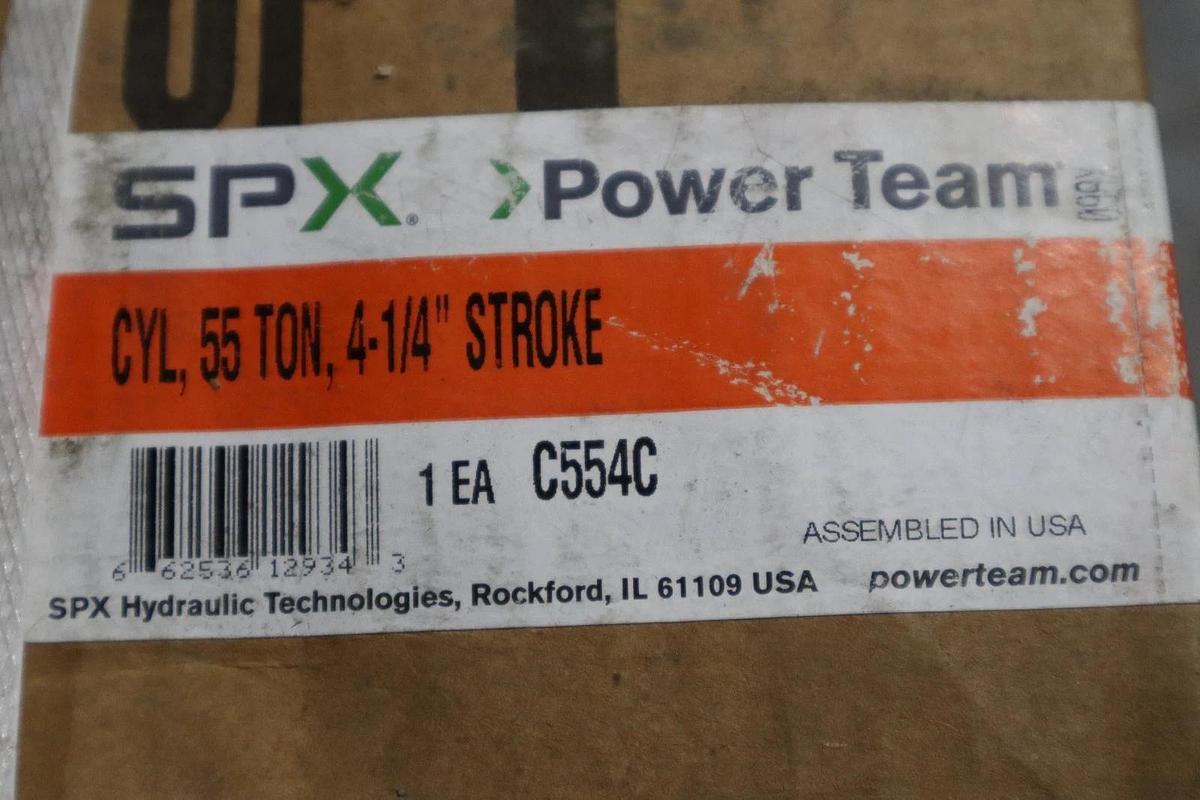 SPX® Power Team
CYL, 55 TON, 4-1/4" STROKE
1 EA C554C
ASSEMBLED IN USA
6 62536 12934 3
SPX Hydraulic Technologies, Rockford, IL 61109 USA powerteam.com